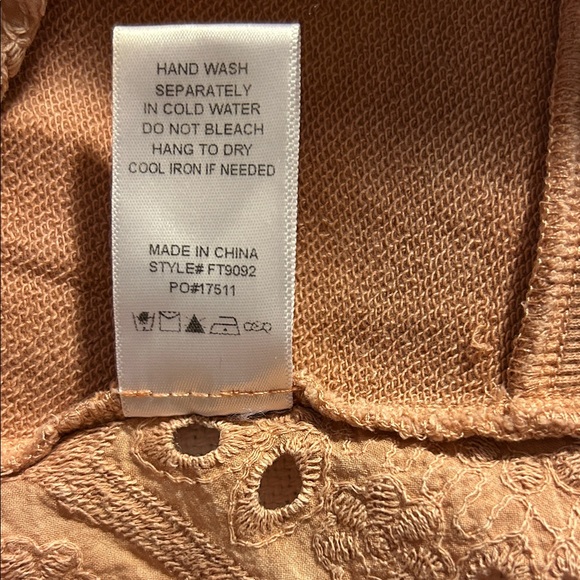 HAND WASH
SEPARATELY
IN COLD WATER
DO NOT BLEACH
HANG TO DRY
COOL IRON IF NEEDED
MADE IN CHINA
STYLE# FT9092
PO#17511